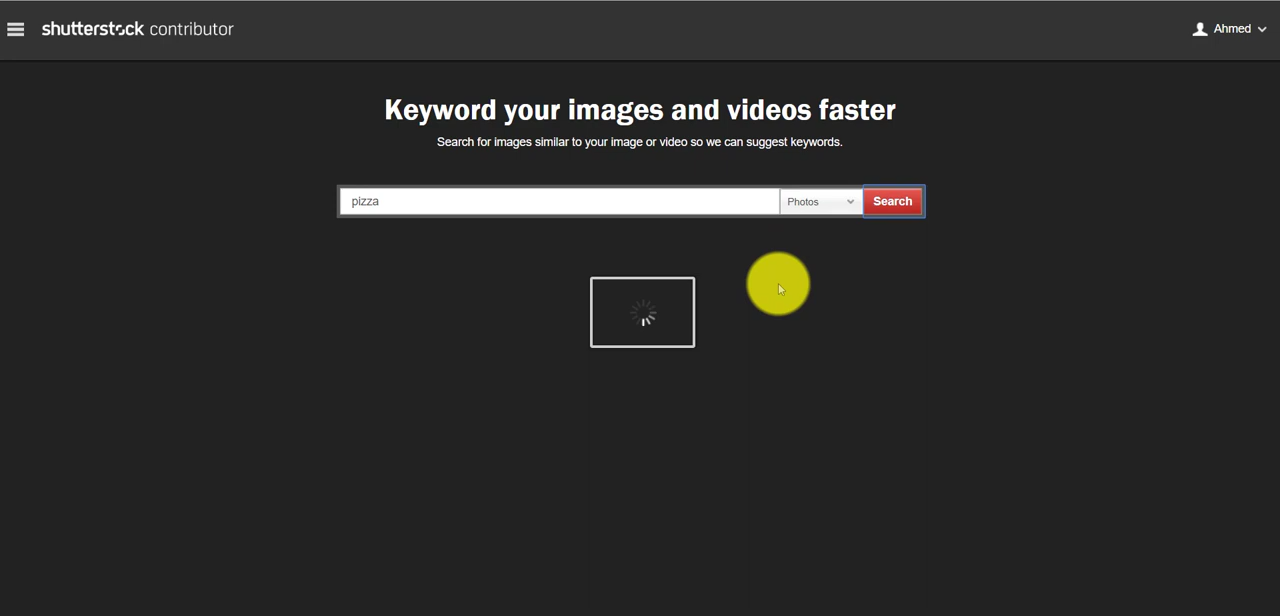 shutterstock contributor
Ahmed
Keyword your images and videos faster
Search for images similar to your image or video so we can suggest keywords.
pizza
Photos
Search